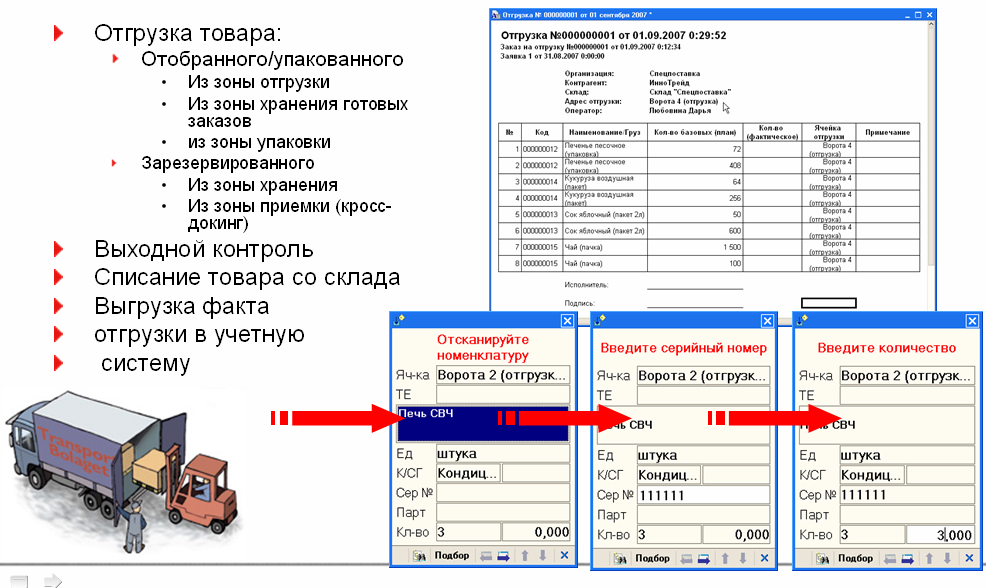 Отгрузка товара:
Отобранного/упакованного
Из зоны отгрузки
Из зоны хранения готовых
заказов
из зоны упаковки
Зарезервированного
Из зоны хранения
Из зоны приемки (кросс-
докинг)
Выходной контроль
Списание товара со склада
Выгрузка факта
отгрузки в учетную
систему
Transport
Bolaget
Отгрузка № 000000001 от 01 сентября 2007 *
Отгрузка №000000001 от 01.09.2007 0:29:52
Заказ на отгрузку №000000001 от 01.09.2007 0:12:34
Заявка 1 от 31.08.2007 0:00:00
Организация: Спецпоставка
Контрагент: ИнноТрейд
Склад: Склад "Спецпоставка"
Адрес отгрузки: Ворота 4 (отгрузка)
Оператор: Любовина Дарья
№ Код Наименование/Груз Кол-во базовых (план) Кол-во (фактическое) Ячейка отгрузки Примечание
1 000000012 Печенье песочное (упаковка) 72 Ворота 4 (отгрузка)
2 000000012 Печенье песочное (упаковка) 408 Ворота 4 (отгрузка)
3 000000014 Кукуруза воздушная (пакет) 64 Ворота 4 (отгрузка)
4 000000014 Кукуруза воздушная (пакет) 256 Ворота 4 (отгрузка)
5 000000013 Сок яблочный (пакет 2л) 50 Ворота 4 (отгрузка)
6 000000013 Сок яблочный (пакет 2л) 600 Ворота 4 (отгрузка)
7 000000015 Чай (пачка) 1 500 Ворота 4 (отгрузка)
8 000000015 Чай (пачка) 100 Ворота 4 (отгрузка)
Исполнитель:
Подпись:
Отсканируйте
номенклатуру
Яч-ка Ворота 2 (отгрузк...
ТЕ
Печь СВЧ
Ед штука
К/СГ Кондиц...
Сер №
Парт
Кл-во 3 0,000
Подбор
Введите серийный номер
Яч-ка Ворота 2 (отгрузк...
ТЕ
Печь СВЧ
Ед штука
К/СГ Кондиц...
Сер № 111111
Парт
Кл-во 3 0,000
Подбор
Введите количество
Яч-ка Ворота 2 (отгрузк...
ТЕ
Печь СВЧ
Ед штука
К/СГ Кондиц...
Сер № 111111
Парт
Кл-во 3 3,000
Подбор